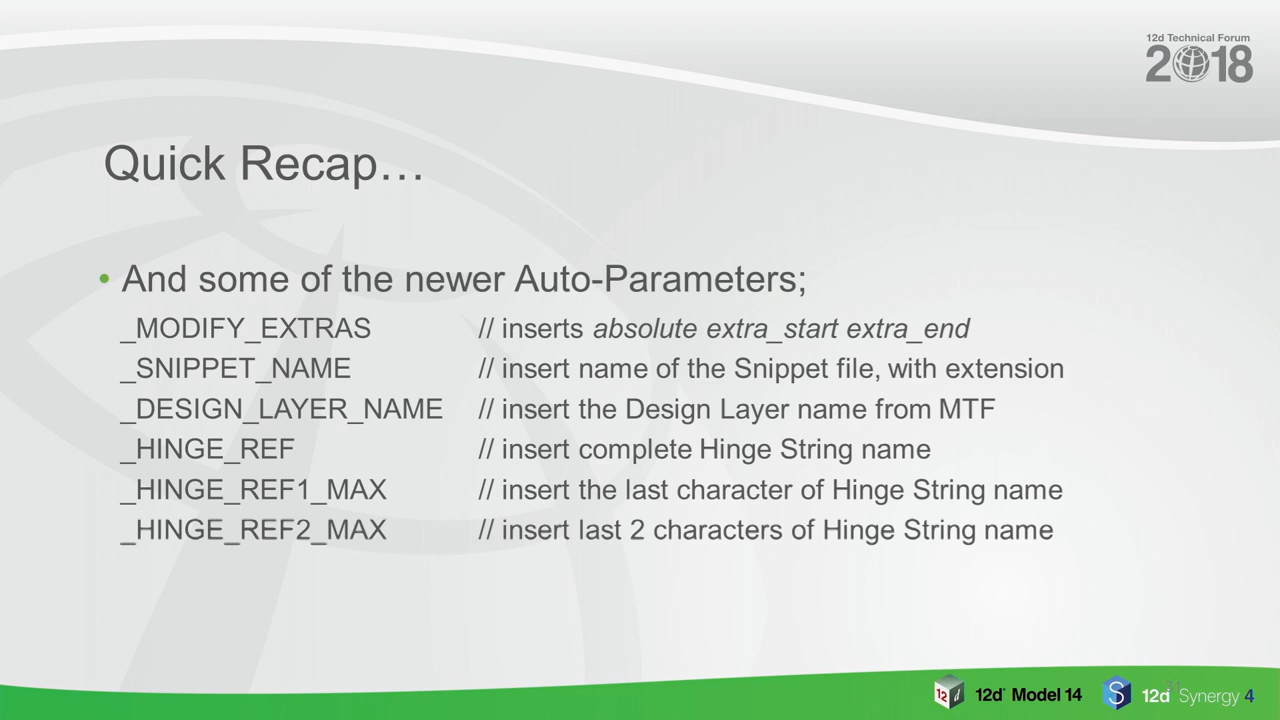 12d Technical Forum
2018
Quick Recap…
• And some of the newer Auto-Parameters;
_MODIFY_EXTRAS // inserts absolute extra_start extra_end
_SNIPPET_NAME // insert name of the Snippet file, with extension
_DESIGN_LAYER_NAME // insert the Design Layer name from MTF
_HINGE_REF // insert complete Hinge String name
_HINGE_REF1_MAX // insert the last character of Hinge String name
_HINGE_REF2_MAX // insert last 2 characters of Hinge String name
12d 12d® Model 14 S 12d Synergy 4